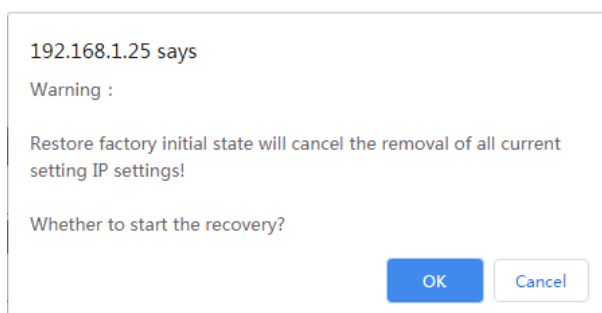 192.168.1.25 says
Warning :
Restore factory initial state will cancel the removal of all current
setting IP settings!
Whether to start the recovery?
OK
Cancel